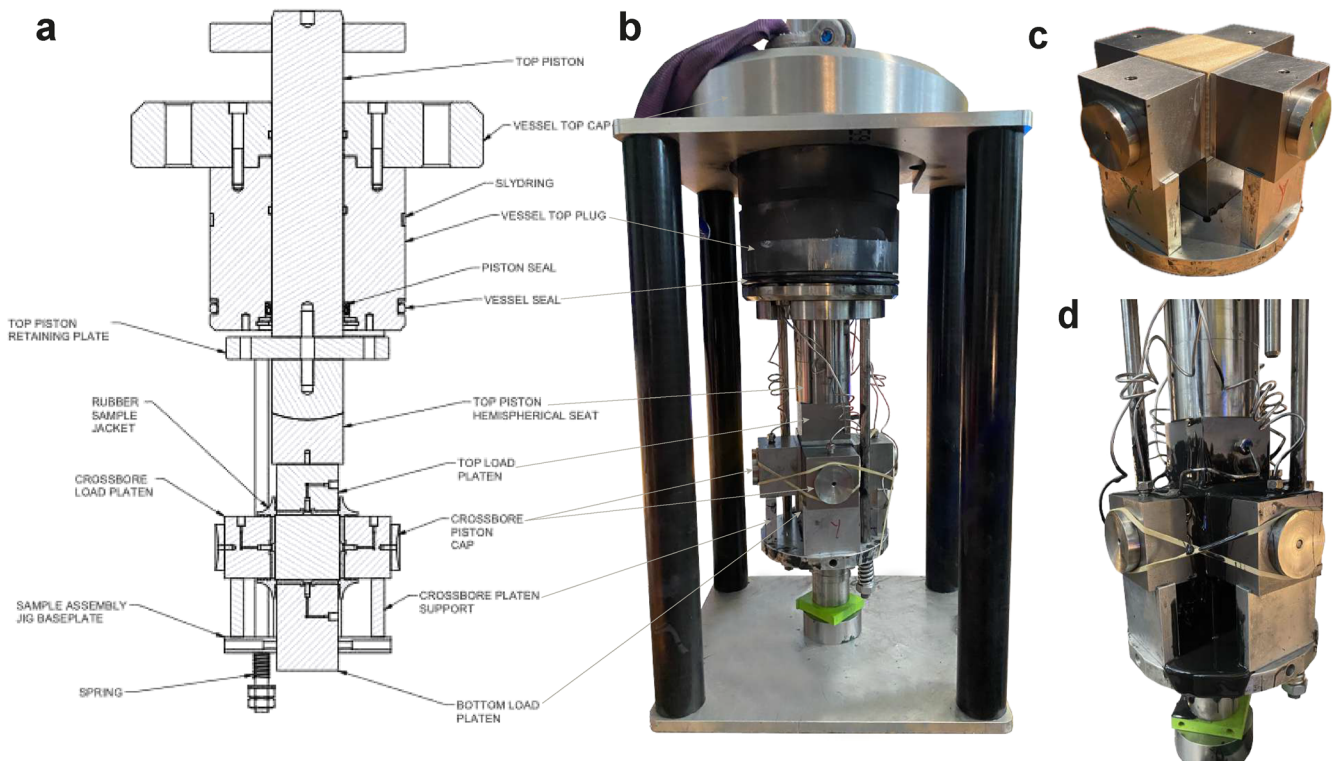 a
b
c
d
TOP PISTON
VESSEL TOP CAP
SLYDRING
VESSEL TOP PLUG
PISTON SEAL
VESSEL SEAL
TOP PISTON
RETAINING PLATE
TOP PISTON
HEMISPHERICAL SEAT
RUBBER
SAMPLE
JACKET
TOP LOAD
PLATEN
CROSSBORE
LOAD PLATEN
CROSSBORE
PISTON
CAP
CROSSBORE PLATEN
SUPPORT
SAMPLE ASSEMBLY
JIG BASEPLATE
SPRING
BOTTOM LOAD
PLATEN
Y
X
Y